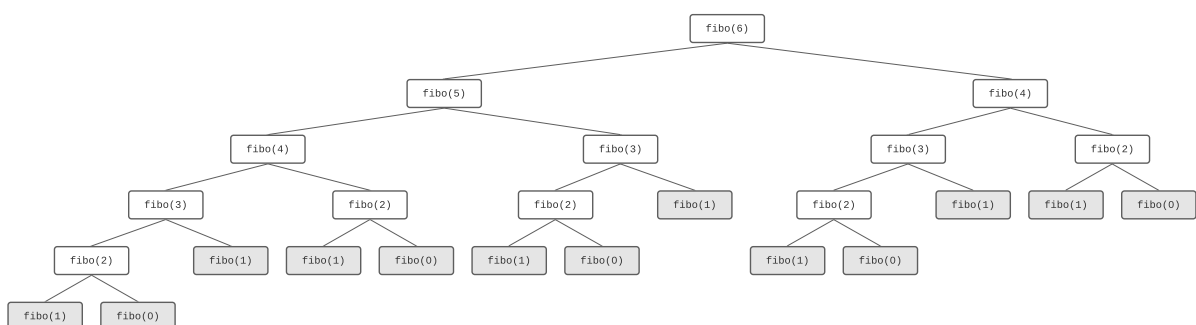 fibo(6)
fibo(5) fibo(4)
fibo(4) fibo(3) fibo(3) fibo(2)
fibo(3) fibo(2) fibo(2) fibo(1) fibo(2) fibo(1) fibo(1) fibo(0)
fibo(2) fibo(1) fibo(1) fibo(0) fibo(1) fibo(0) fibo(1) fibo(0)
fibo(1) fibo(0)